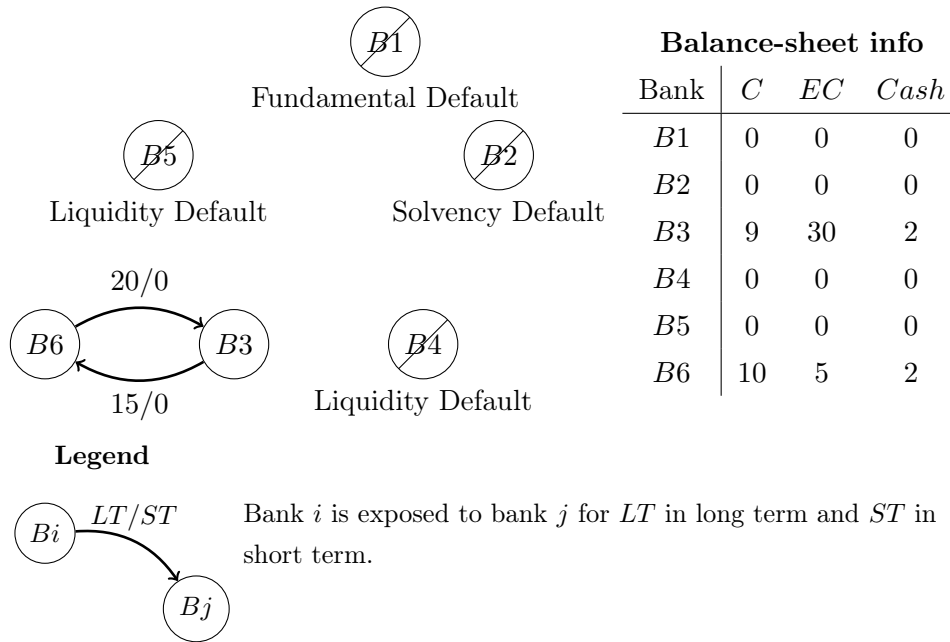 B1
Fundamental Default
B5
Liquidity Default
B2
Solvency Default
20/0
B6
B3
15/0
B4
Liquidity Default
Balance-sheet info
Bank C EC Cash
B1 0 0 0
B2 0 0 0
B3 9 30 2
B4 0 0 0
B5 0 0 0
B6 10 5 2
Legend
Bi
LT/ST
Bj
Bank i is exposed to bank j for LT in long term and ST in
short term.